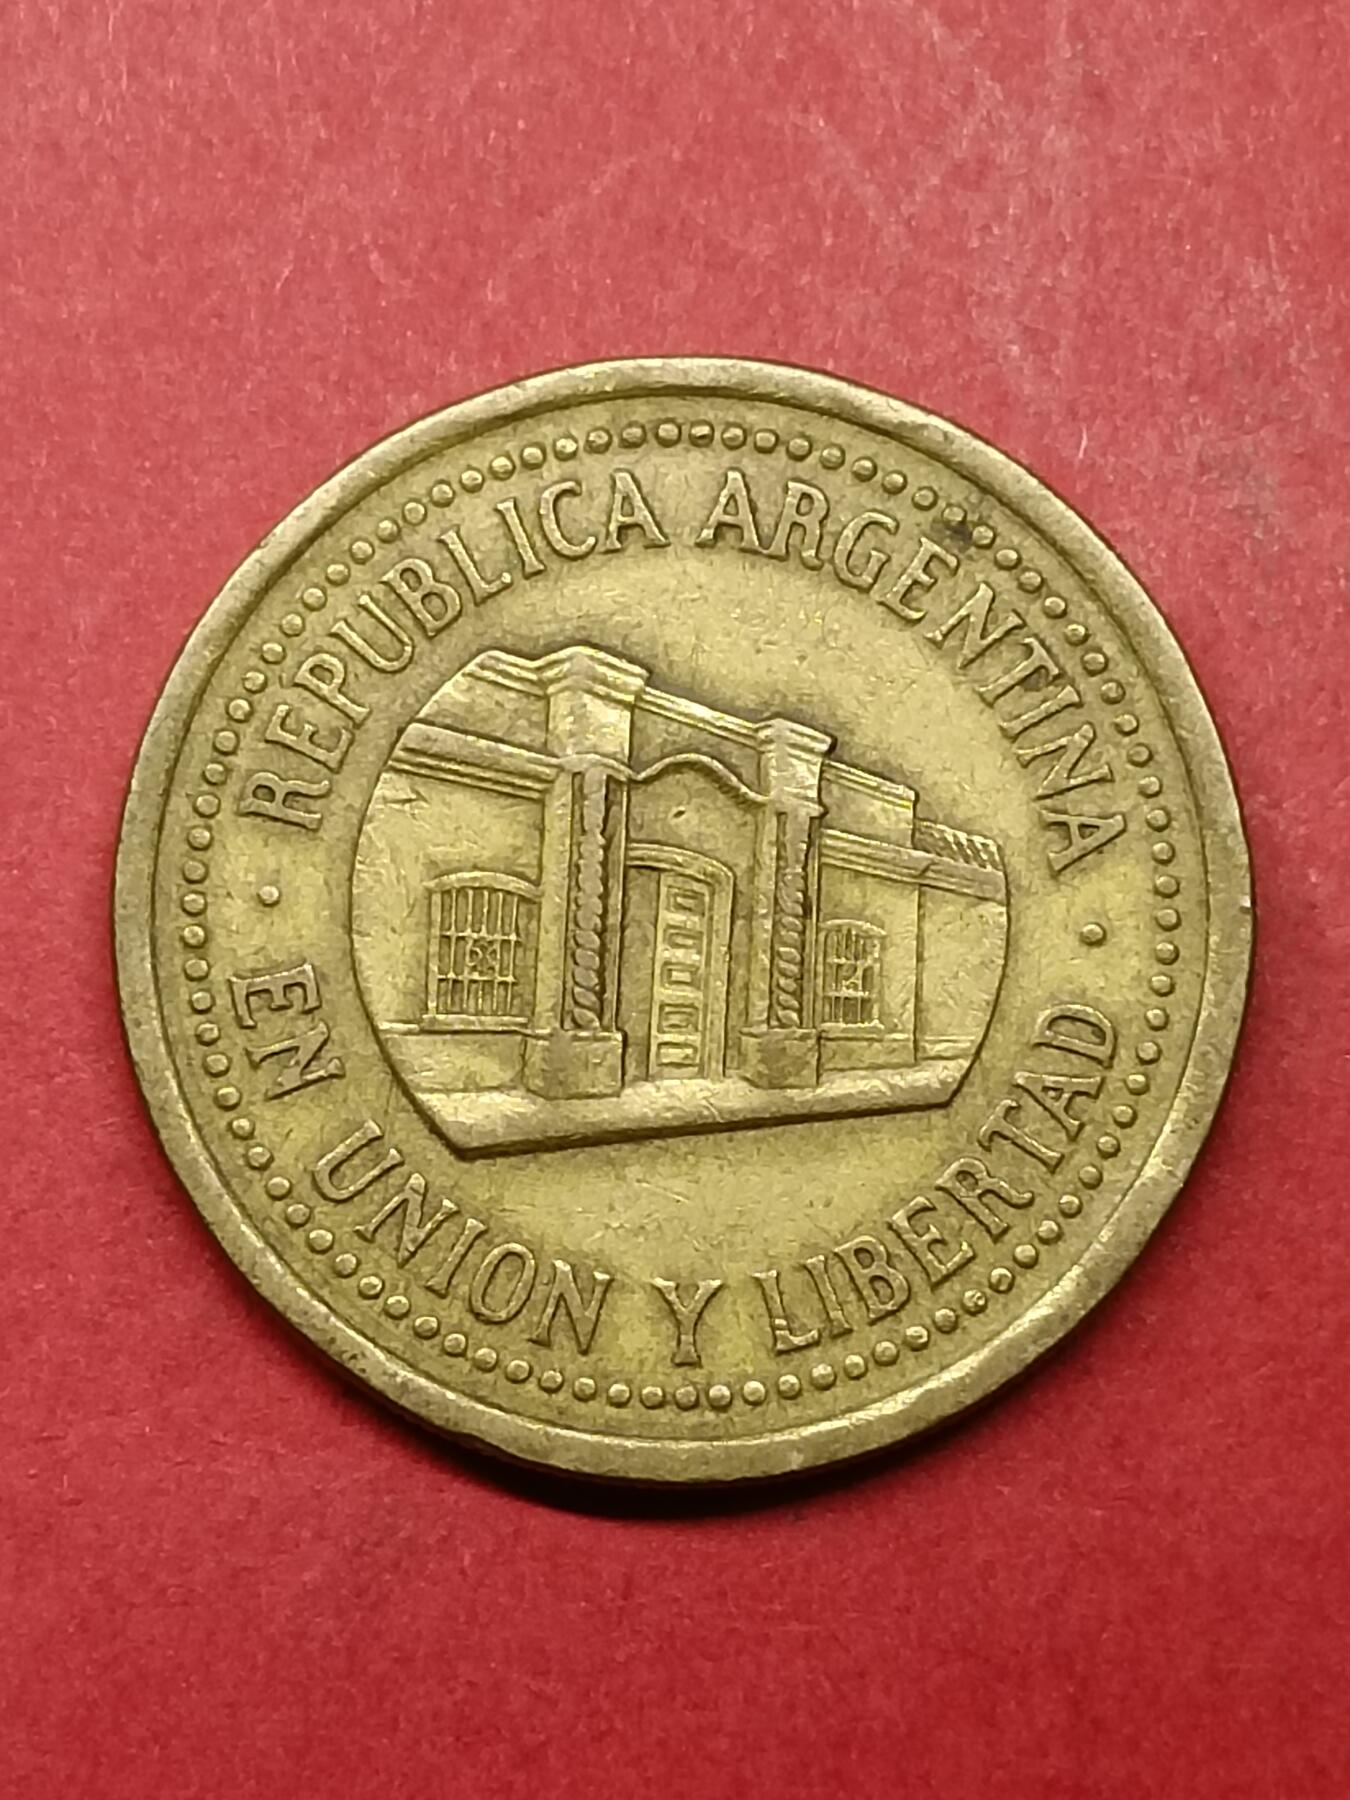 REPUBLICA ARGENTINA
• EN UNION Y LIBERTAD •